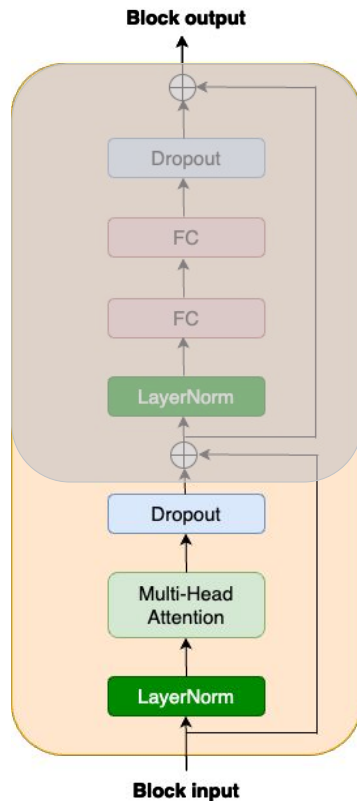 Block output
Dropout
FC
FC
LayerNorm
Dropout
Multi-Head
Attention
LayerNorm
Block input